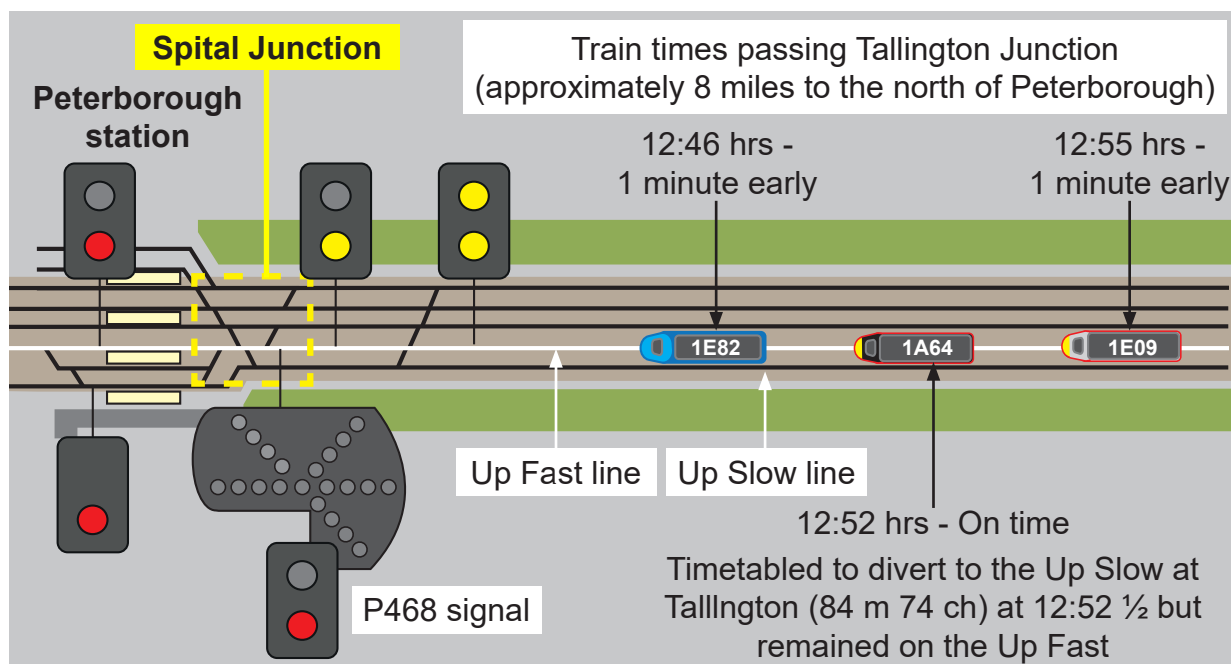 Spital Junction
Peterborough
station
Train times passing Tallington Junction
(approximately 8 miles to the north of Peterborough)
12:46 hrs -
1 minute early
12:55 hrs -
1 minute early
1E82
1A64
1E09
Up Fast line
Up Slow line
12:52 hrs - On time
Timetabled to divert to the Up Slow at
TallIngton (84 m 74 ch) at 12:52 ½ but
remained on the Up Fast
P468 signal